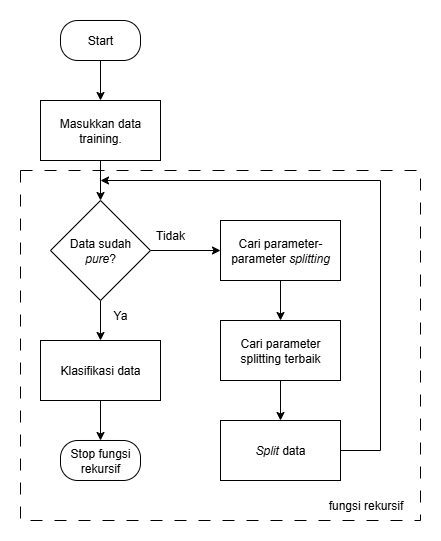 Start
Masukkan data
training.
Data sudah
pure?
Tidak
Cari parameter-
parameter splitting
Ya
Cari parameter
splitting terbaik
Klasifikasi data
Split data
Stop fungsi
rekursif
fungsi rekursif